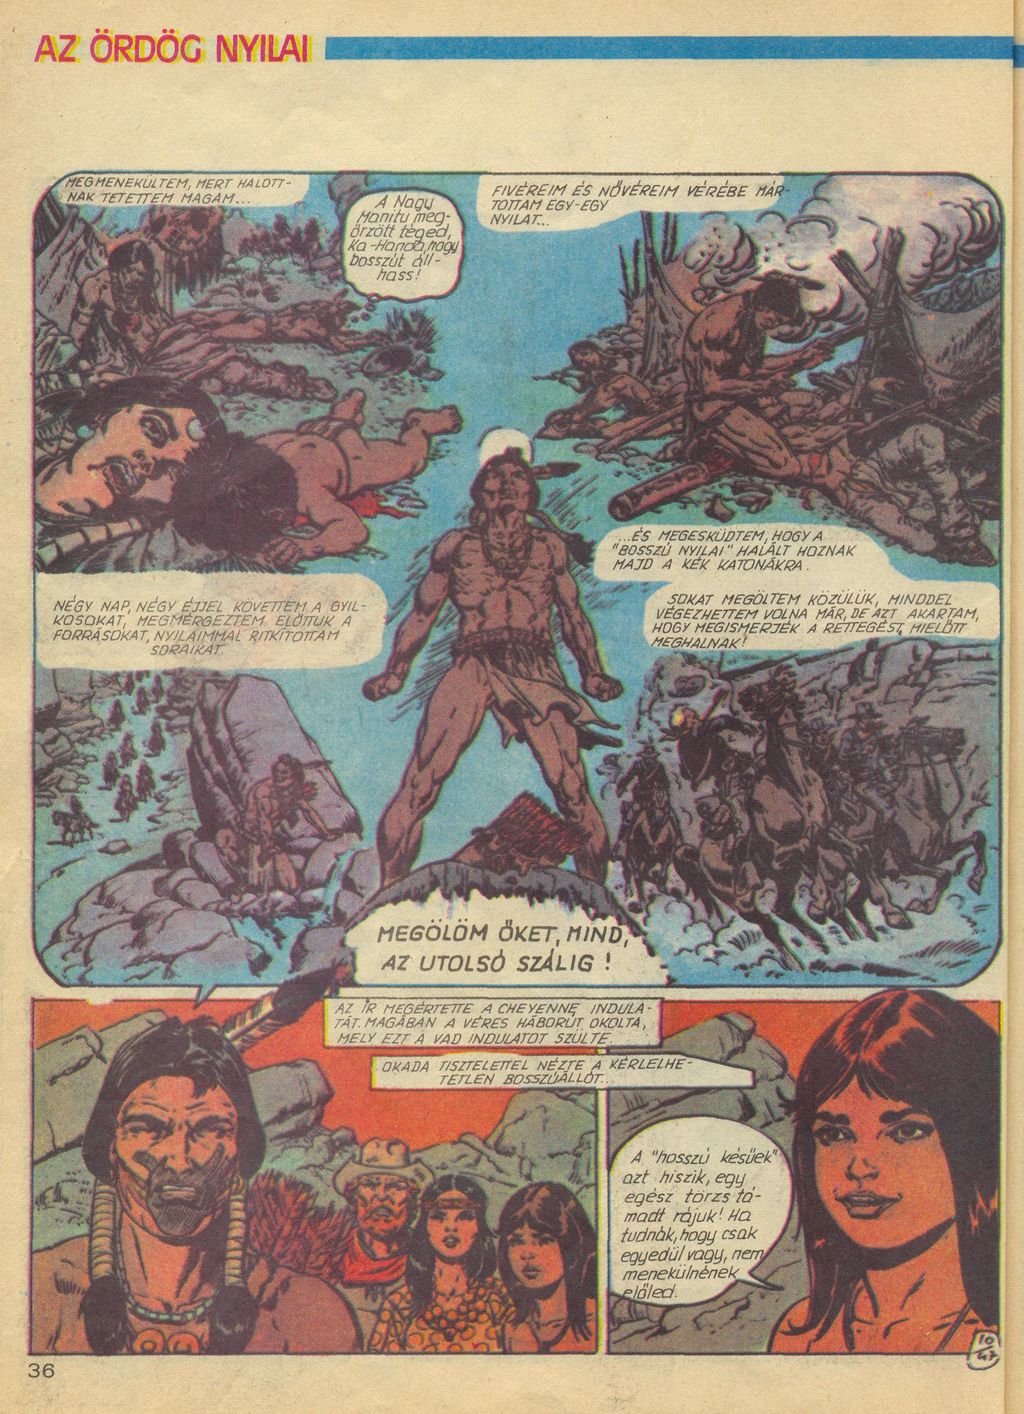 AZ ÖRDÖG NYILAI
MEGMENEKÜLTEM, MERT HALOTT-
NAK TETETTEM MAGAM...
A Nagy
Manitu meg-
őrzött téged,
Ka-Handa, hogy
bosszút áll-
hass!
FIVÉREIM ÉS NŐVÉREIM VÉRÉBE MÁR-
TOTTAM EGY-EGY
NYILAT...
...ÉS MEGESKÜDTEM, HOGY A
"BOSSZÚ NYILAI" HALÁLT HOZNAK
MAJD A KÉK KATONÁKRA.
NÉGY NAP, NÉGY ÉJJEL KÖVETTEM A GYIL-
KOSOKAT, MEGMÉRGEZTEM ELŐTTÜK A
FORRÁSOKAT, NYILAIMMAL RITKÍTOTTAM
SORAIKAT.
SOKAT MEGÖLTEM KÖZÜLÜK, MINDDEL
VÉGEZHETTEM VOLNA MÁR, DE AZT AKARTAM,
HOGY MEGISMERJÉK A RETTEGÉST, MIELŐTT
MEGHALNAK!
MEGÖLÖM ŐKET, MIND,
AZ UTOLSÓ SZÁLIG!
AZ ÍR MEGÉRTETTE A CHEYENNE INDULA-
TÁT. MAGÁBAN A VÉRES HÁBORÚT OKOLTA,
MELY EZT A VAD INDULATOT SZÜLTE.
OKADA TISZTELETTEL NÉZTE A KÉRLELHE-
TETLEN BOSSZÚÁLLÓT...
A "hosszú késűek"
azt hiszik, egy
egész törzs tá-
madt rájuk! Ha
tudnák, hogy csak
egyedül vagy, nem
menekülnének
előled.
10
47
36